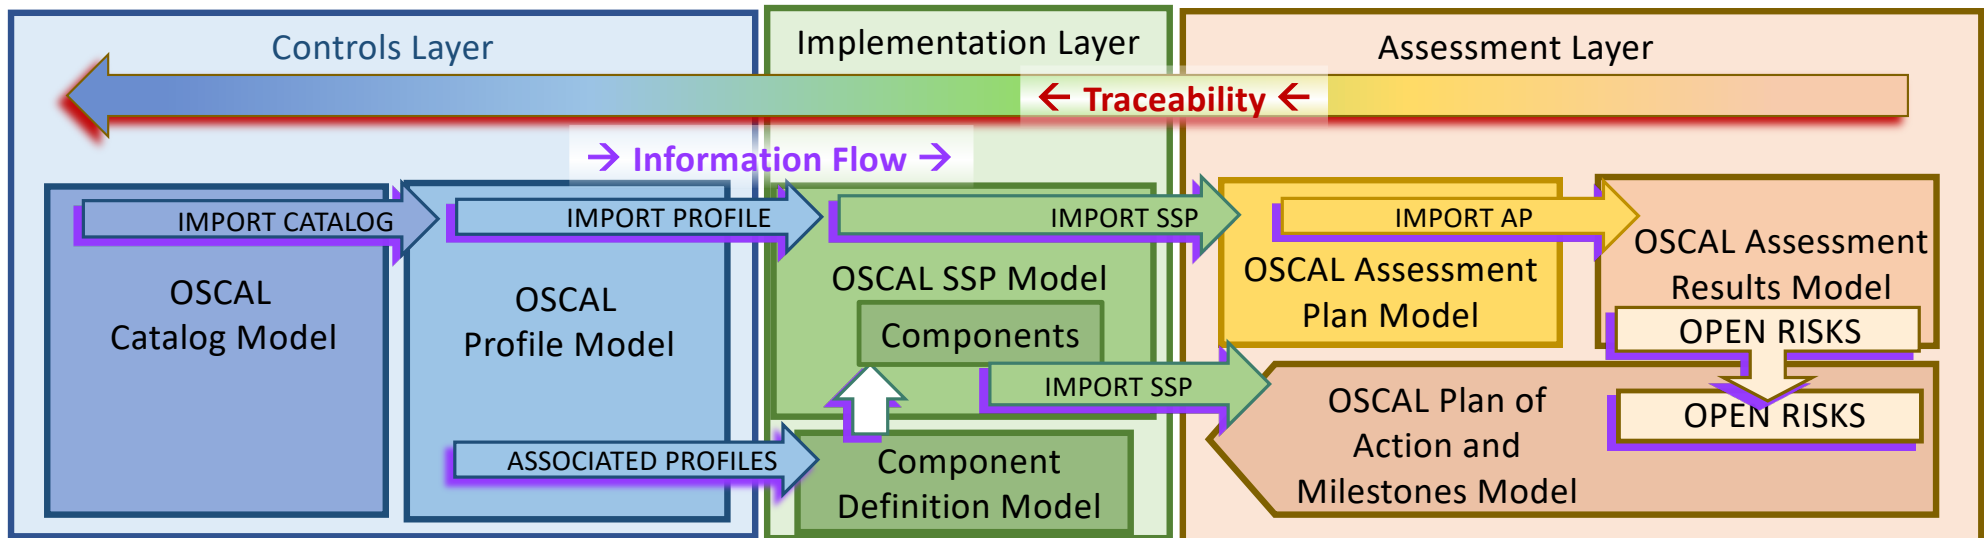 Controls Layer
Implementation Layer
Assessment Layer
← Traceability ←
→ Information Flow →
IMPORT CATALOG
IMPORT PROFILE
IMPORT SSP
IMPORT AP
OSCAL
Catalog Model
OSCAL
Profile Model
OSCAL SSP Model
Components
OSCAL Assessment
Plan Model
OSCAL Assessment
Results Model
OPEN RISKS
IMPORT SSP
ASSOCIATED PROFILES
Component
Definition Model
OSCAL Plan of
Action and
Milestones Model
OPEN RISKS